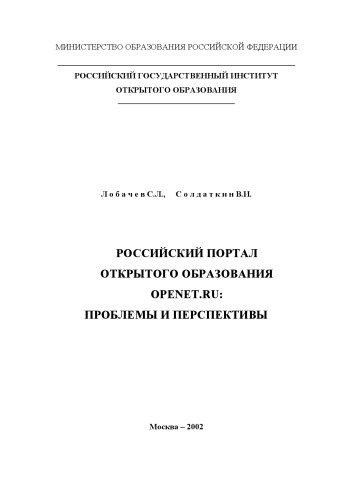 МИНИСТЕРСТВО ОБРАЗОВАНИЯ РОССИЙСКОЙ ФЕДЕРАЦИИ
РОССИЙСКИЙ ГОСУДАРСТВЕННЫЙ ИНСТИТУТ
ОТКРЫТОГО ОБРАЗОВАНИЯ
Лобачев С.Л., Солдаткин В.И.
РОССИЙСКИЙ ПОРТАЛ
ОТКРЫТОГО ОБРАЗОВАНИЯ
OPENET.RU:
ПРОБЛЕМЫ И ПЕРСПЕКТИВЫ
Москва – 2002